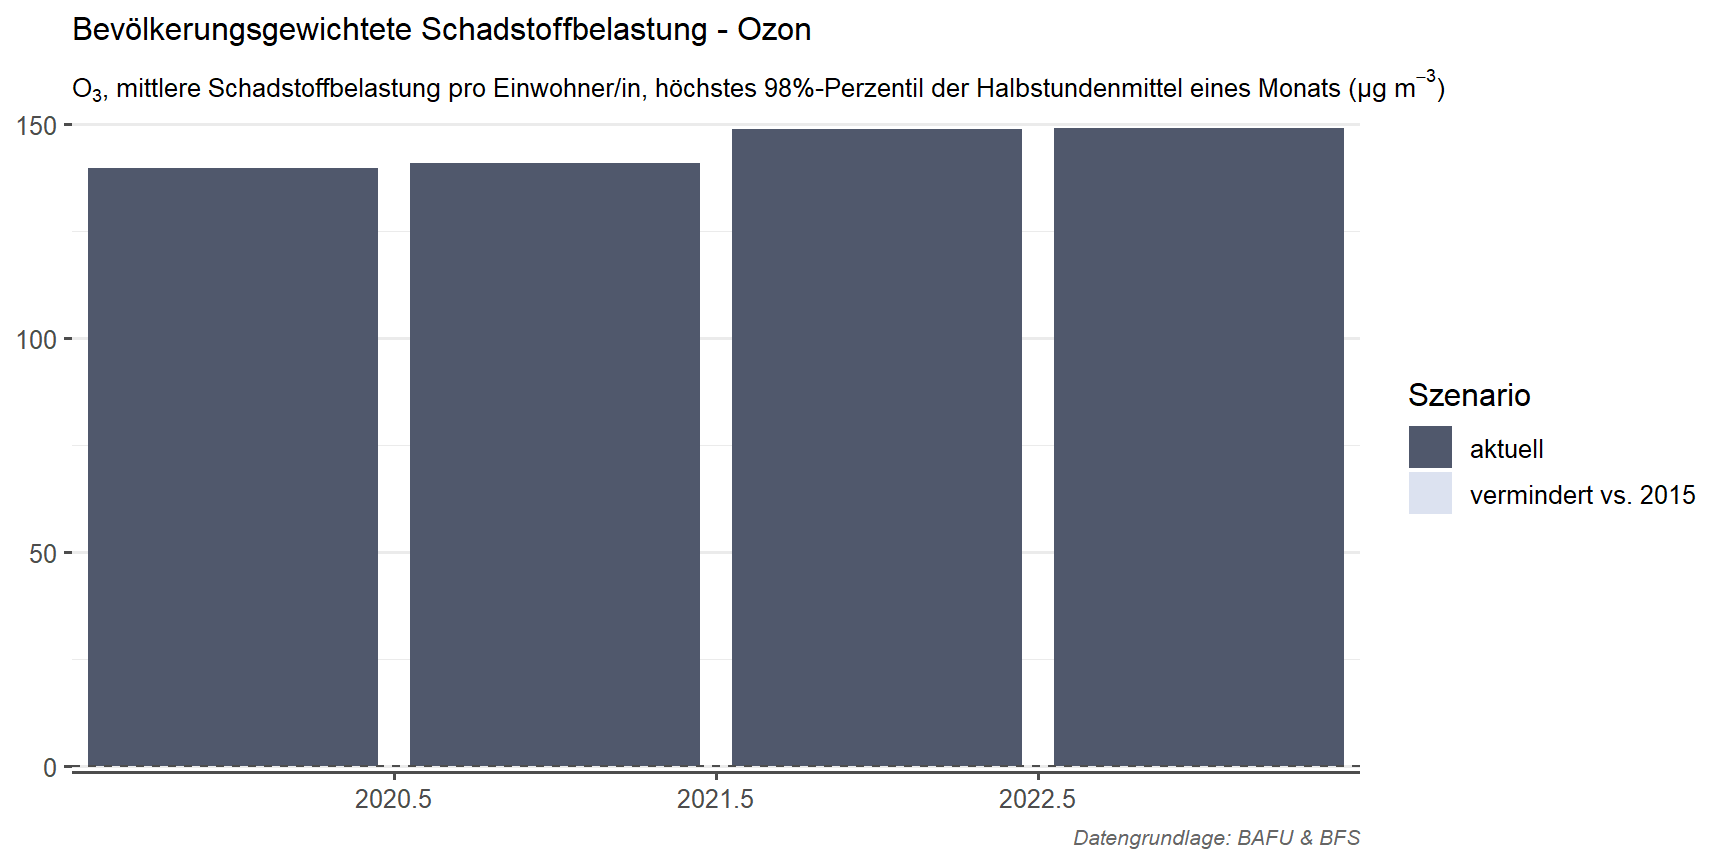 Bevölkerungsgewichtete Schadstoffbelastung - Ozon
O₃, mittlere Schadstoffbelastung pro Einwohner/in, höchstes 98%-Perzentil der Halbstundenmittel eines Monats (µg m⁻³)
150
100
50
0
2020.5 2021.5 2022.5
Szenario
aktuell
vermindert vs. 2015
Datengrundlage: BAFU & BFS